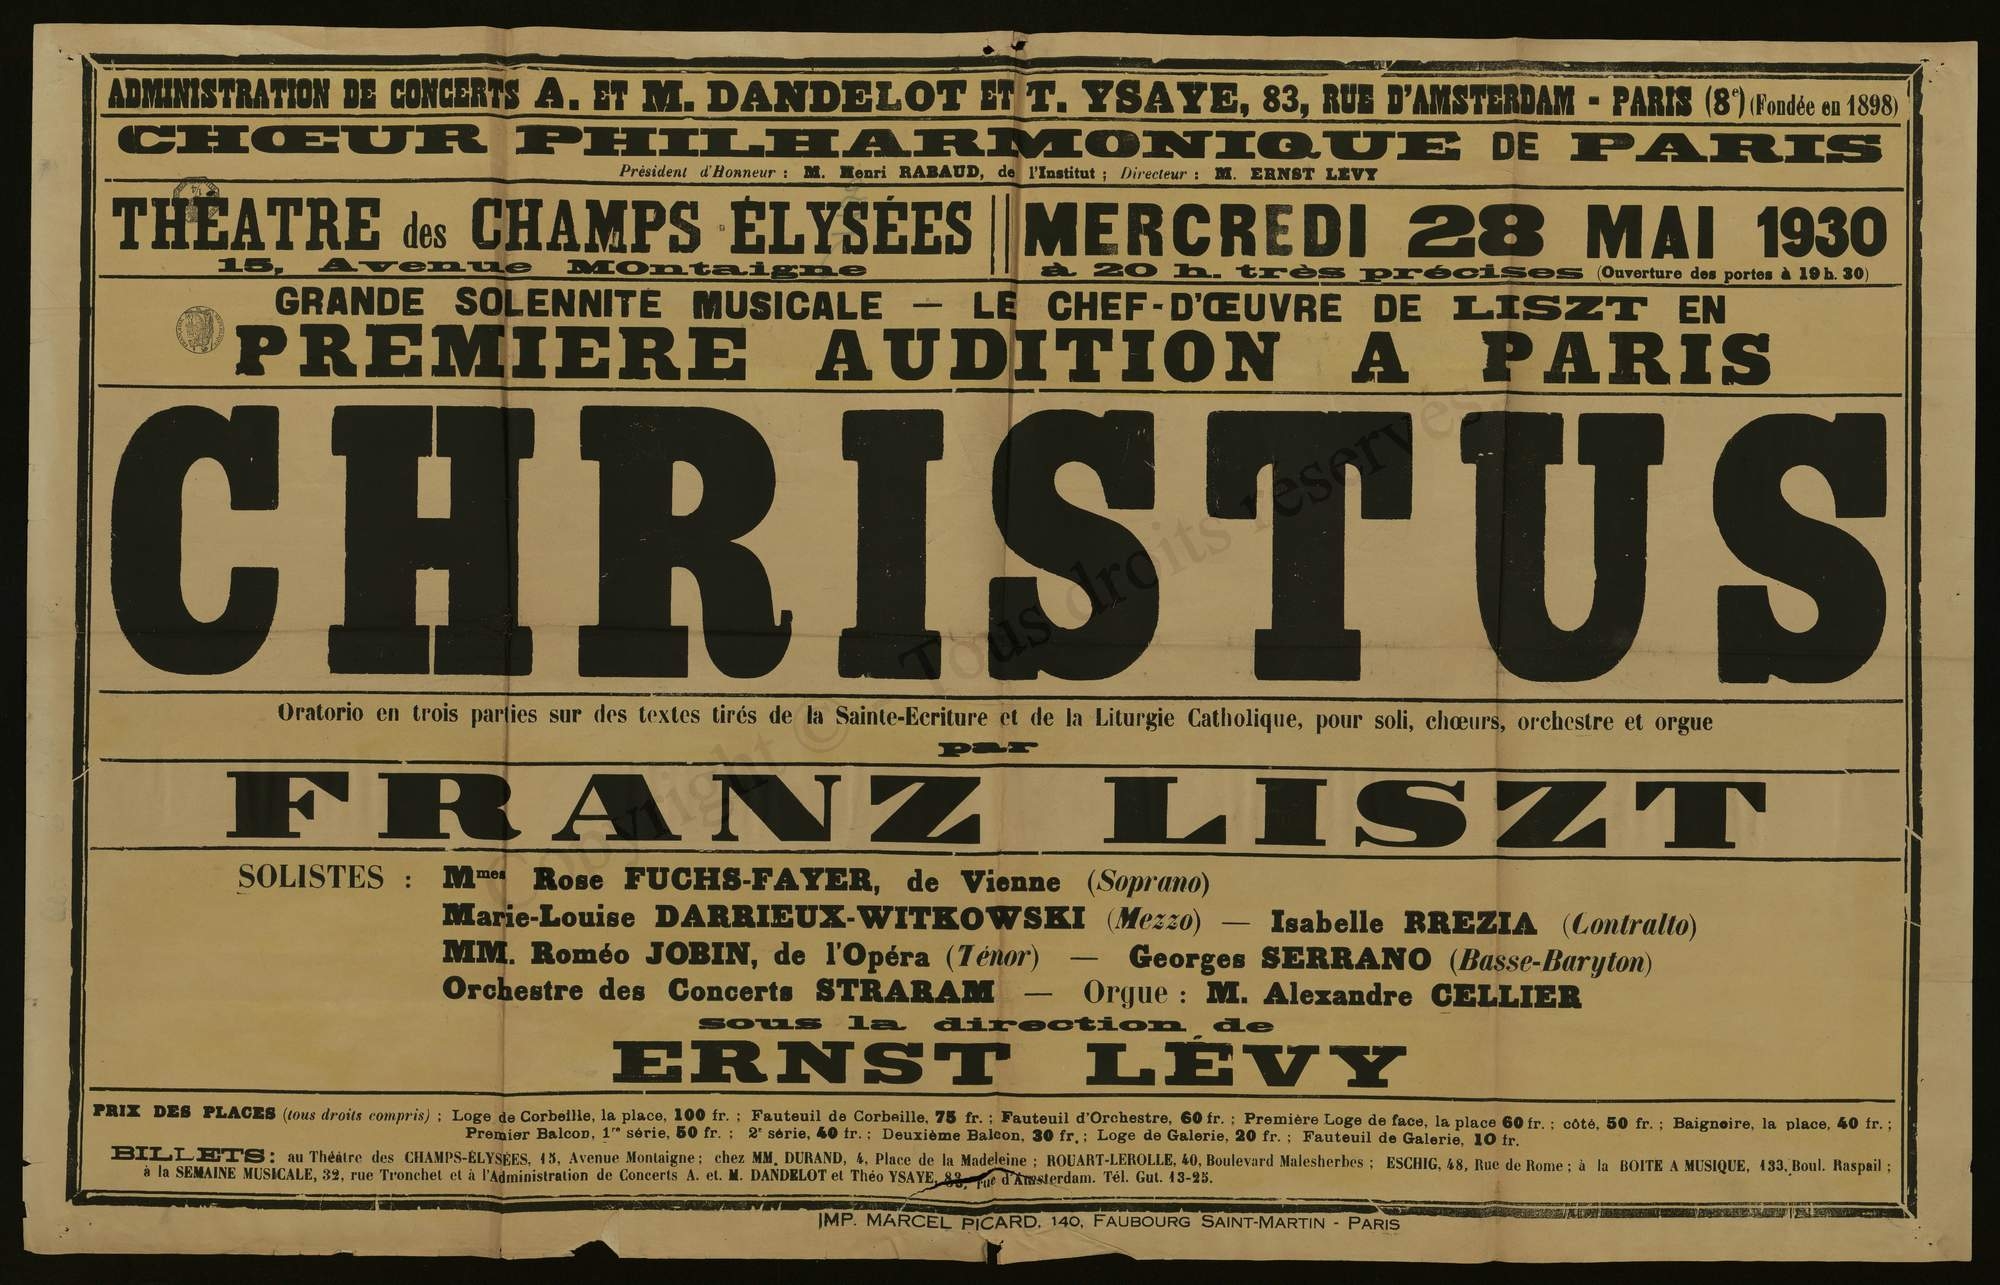 ADMINISTRATION DE CONCERTS A. ET M. DANDELOT ET T. YSAYE, 83, RUE D'AMSTERDAM - PARIS (8e) (Fondée en 1898)
CHŒUR PHILHARMONIQUE DE PARIS
Président d'Honneur : M. Henri RABAUD, de l'Institut ; Directeur : M. ERNST LÉVY
THÉATRE des CHAMPS-ÉLYSÉES
15, Avenue Montaigne
MERCREDI 28 MAI 1930
à 20 h. très précises (Ouverture des portes à 19 h. 30)
GRANDE SOLENNITÉ MUSICALE — LE CHEF-D'ŒUVRE DE LISZT EN
PREMIERE AUDITION A PARIS
CHRISTUS
Oratorio en trois parties sur des textes tirés de la Sainte-Ecriture et de la Liturgie Catholique, pour soli, chœurs, orchestre et orgue
par
FRANZ LISZT
SOLISTES : Mmes Rose FUCHS-FAYER, de Vienne (Soprano)
Marie-Louise DARRIEUX-WITKOWSKI (Mezzo) — Isabelle BREZIA (Contralto)
MM. Roméo JOBIN, de l'Opéra (Ténor) — Georges SERRANO (Basse-Baryton)
Orchestre des Concerts STRARAM — Orgue : M. Alexandre CELLIER
sous la direction de
ERNST LÉVY
PRIX DES PLACES (tous droits compris) ; Loge de Corbeille, la place, 100 fr. ; Fauteuil de Corbeille, 75 fr. ; Fauteuil d'Orchestre, 60 fr. ; Première Loge de face, la place 60 fr. ; côté, 50 fr. ; Baignoire, la place, 40 fr. ;
Premier Balcon, 1re série, 50 fr. ; 2e série, 40 fr. ; Deuxième Balcon, 30 fr. ; Loge de Galerie, 20 fr. ; Fauteuil de Galerie, 10 fr.
BILLETS : au Théâtre des CHAMPS-ÉLYSÉES, 15, Avenue Montaigne ; chez MM. DURAND, 4, Place de la Madeleine ; ROUART-LEROLLE, 40, Boulevard Malesherbes ; ESCHIG, 48, Rue de Rome ; à la BOITE A MUSIQUE, 133, Boul. Raspail ;
à la SEMAINE MUSICALE, 32, rue Tronchet et à l'Administration de Concerts A. et. M. DANDELOT et Théo YSAYE, 83, rue d'Amsterdam. Tél. Gut. 13-25.
IMP. MARCEL PICARD, 140, FAUBOURG SAINT-MARTIN - PARIS
Copyright © Tous droits réservés